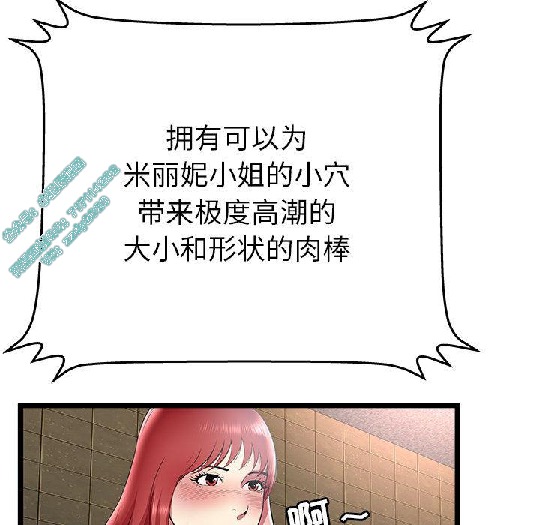 拥有可以为
米丽妮小姐的小穴
带来极度高潮的
大小和形状的肉棒
啊～